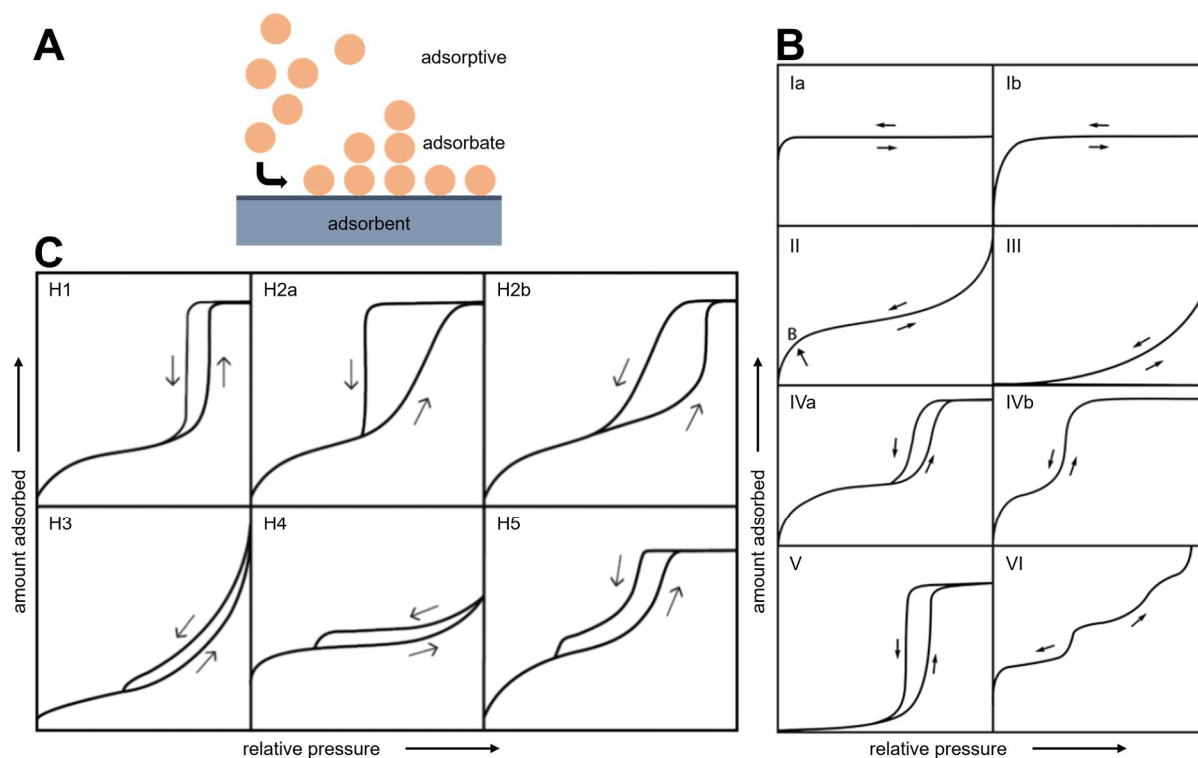 A
adsorptive
adsorbate
adsorbent
B
Ia
Ib
II
III
B
IVa
IVb
V
VI
amount adsorbed
relative pressure
C
H1
H2a
H2b
H3
H4
H5
amount adsorbed
relative pressure